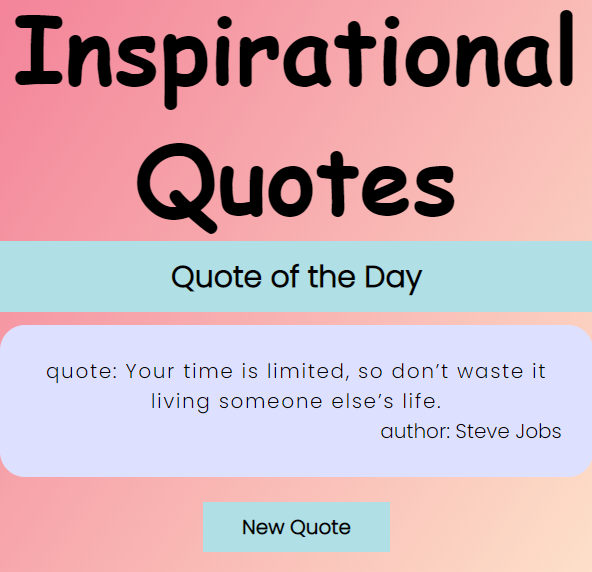 Inspirational
Quotes
Quote of the Day
quote: Your time is limited, so don’t waste it
living someone else’s life.
author: Steve Jobs
New Quote